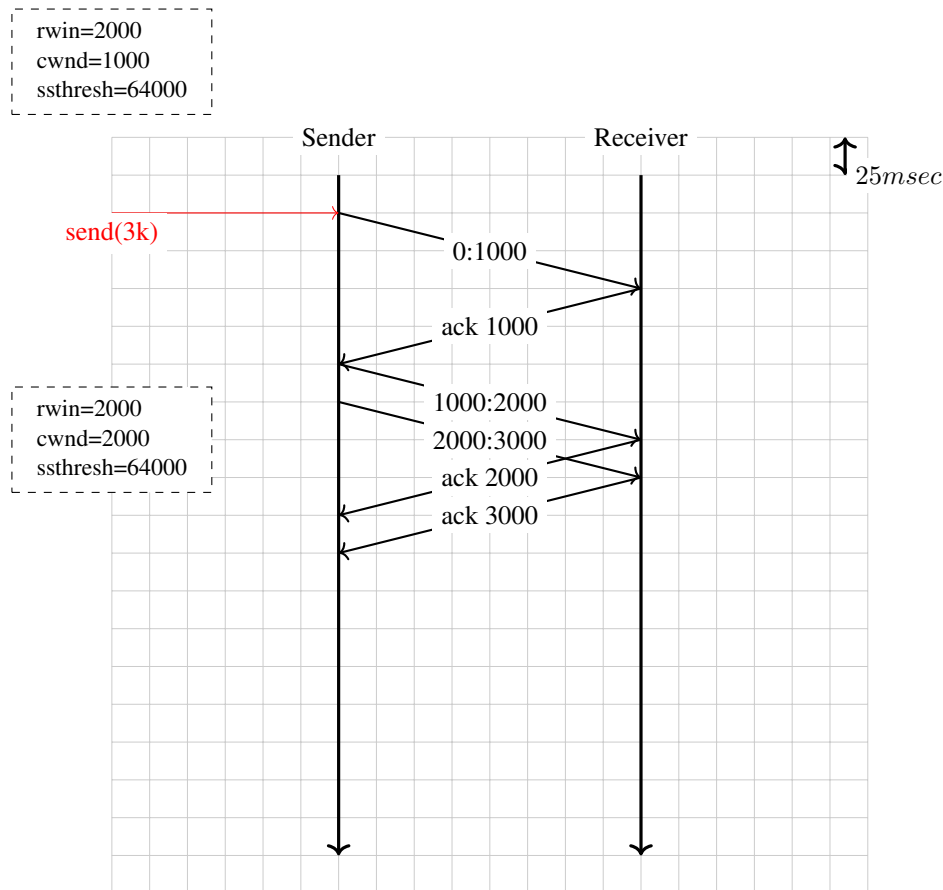 rwin=2000
cwnd=1000
ssthresh=64000
Sender
Receiver
25msec
send(3k)
0:1000
ack 1000
rwin=2000
cwnd=2000
ssthresh=64000
1000:2000
2000:3000
ack 2000
ack 3000